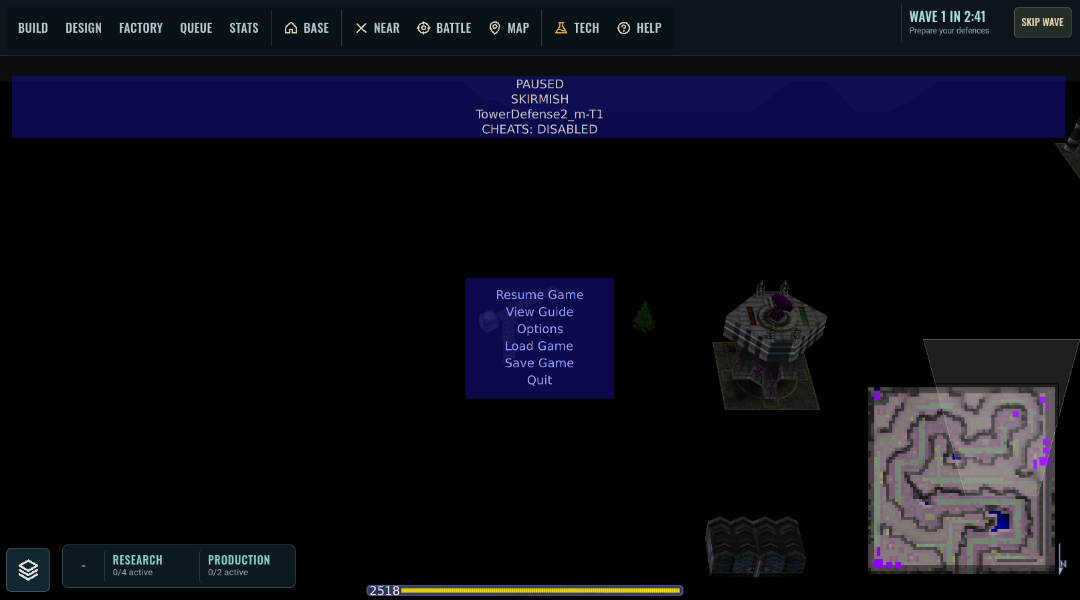 BUILD DESIGN FACTORY QUEUE STATS BASE NEAR BATTLE MAP TECH HELP
WAVE 1 IN 2:41
Prepare your defences
SKIP WAVE
PAUSED
SKIRMISH
TowerDefense2_m-T1
CHEATS: DISABLED
Resume Game
View Guide
Options
Load Game
Save Game
Quit
-
RESEARCH
0/4 active
PRODUCTION
0/2 active
2518
N